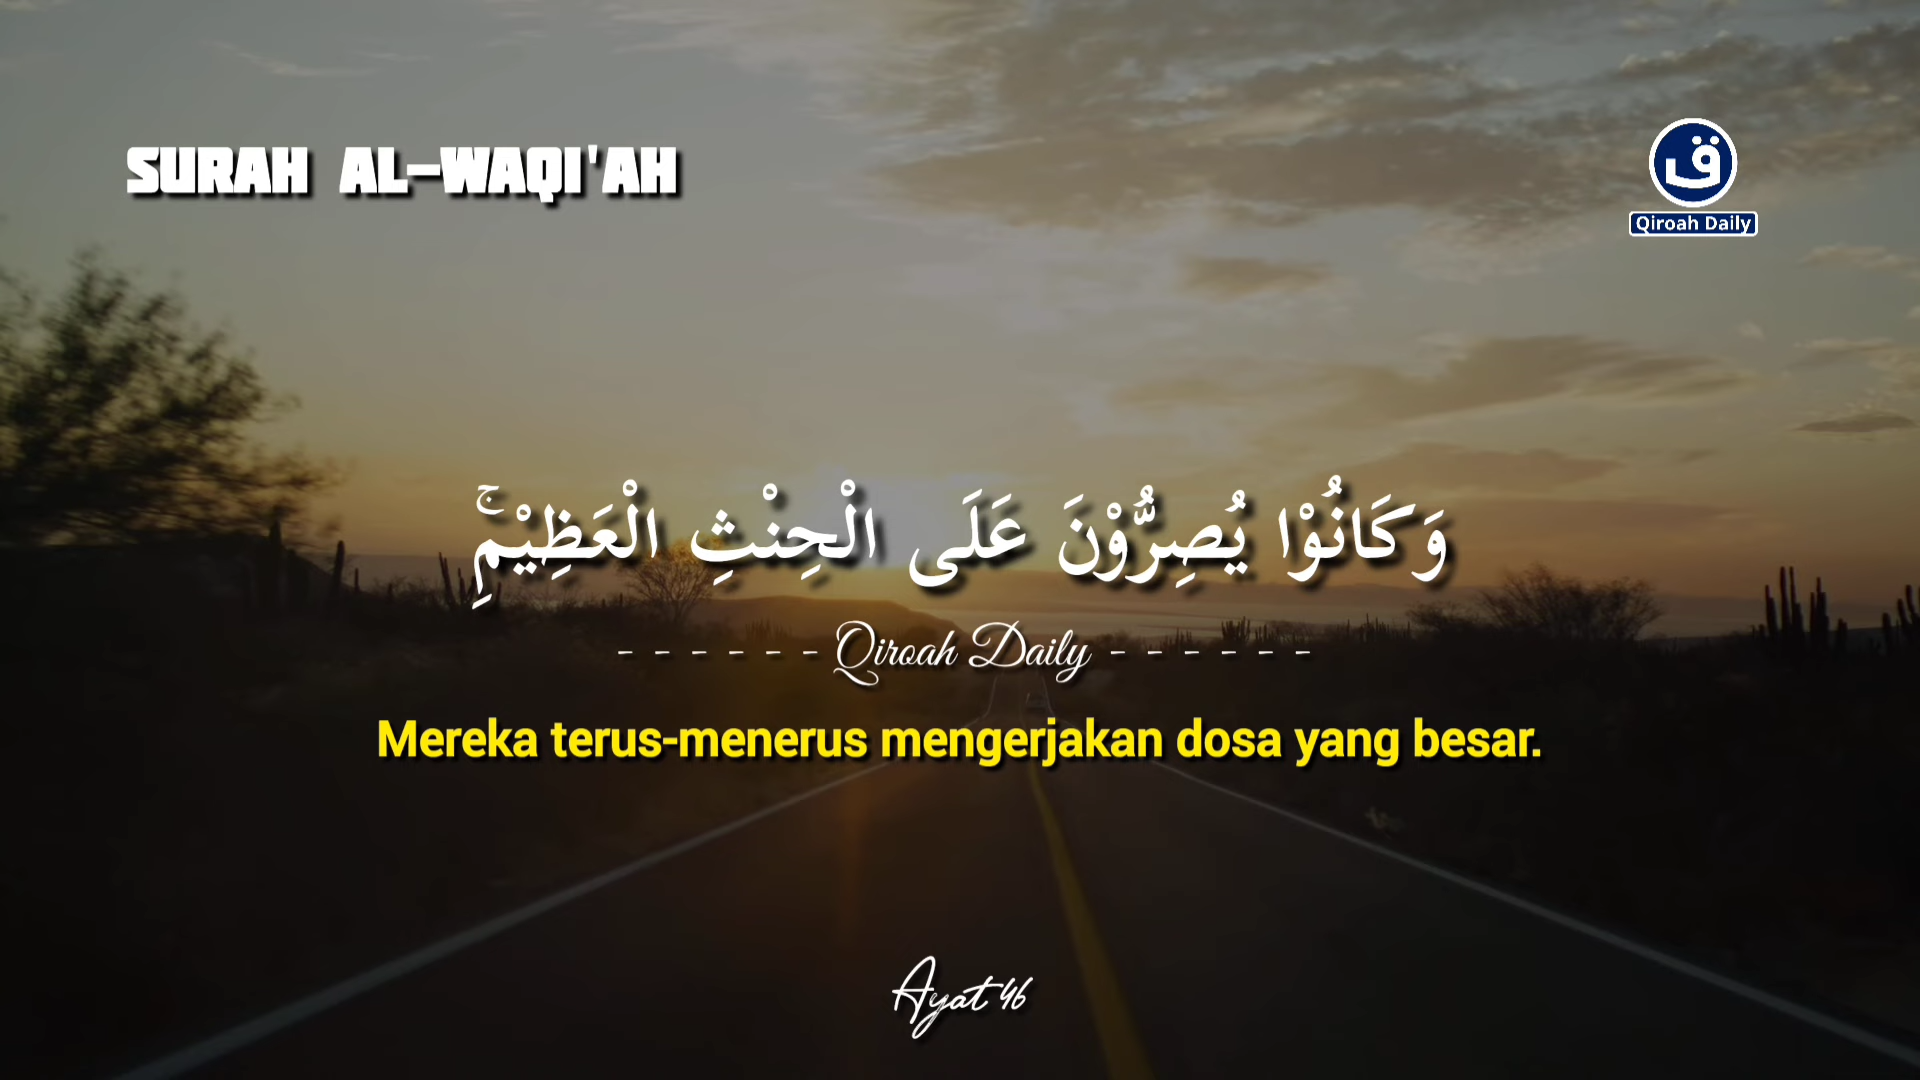 SURAH AL-WAQI'AH
ق
Qiroah Daily
وَكَانُوْا يُصِرُّوْنَ عَلَى الْحِنْثِ الْعَظِيْمِۚ
- - - - - - Qiroah Daily - - - - - -
Mereka terus-menerus mengerjakan dosa yang besar.
Ayat 46